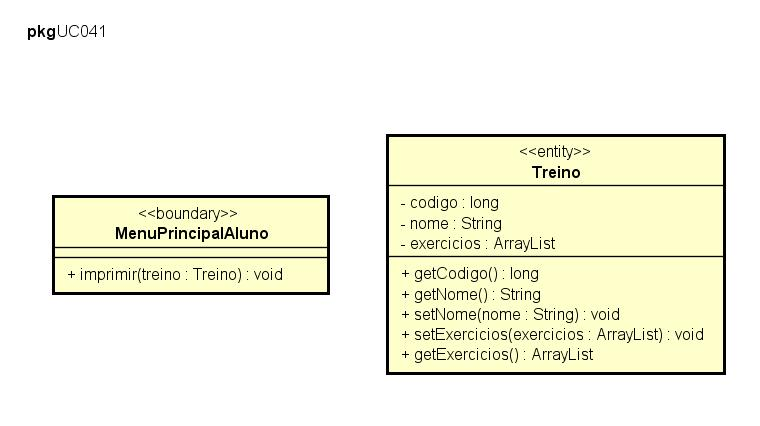 pkgUC041
<<boundary>>
MenuPrincipalAluno
+ imprimir(treino : Treino) : void
<<entity>>
Treino
- codigo : long
- nome : String
- exercicios : ArrayList
+ getCodigo() : long
+ getNome() : String
+ setNome(nome : String) : void
+ setExercicios(exercicios : ArrayList) : void
+ getExercicios() : ArrayList